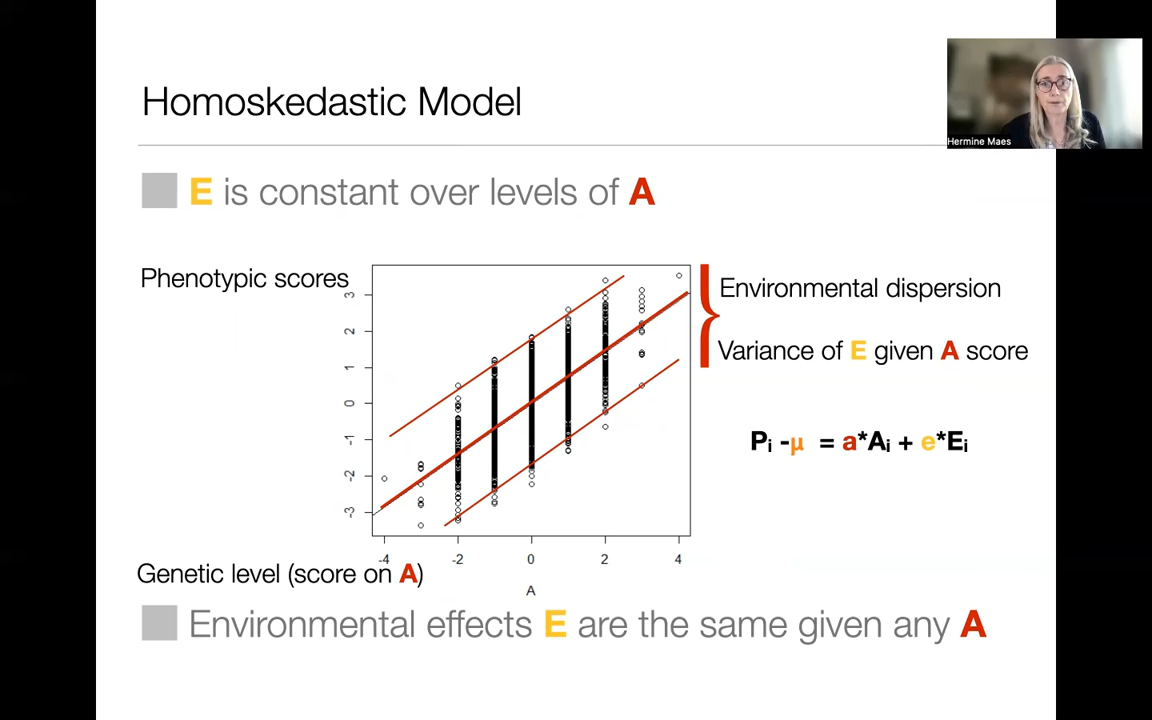 Homoskedastic Model
Hermine Maes
E is constant over levels of A
Phenotypic scores
3
2
1
0
-1
-2
-3
-4
-2
0
2
4
A
Environmental dispersion
Variance of E given A score
Pi -μ = a*Ai + e*Ei
Genetic level (score on A)
Environmental effects E are the same given any A